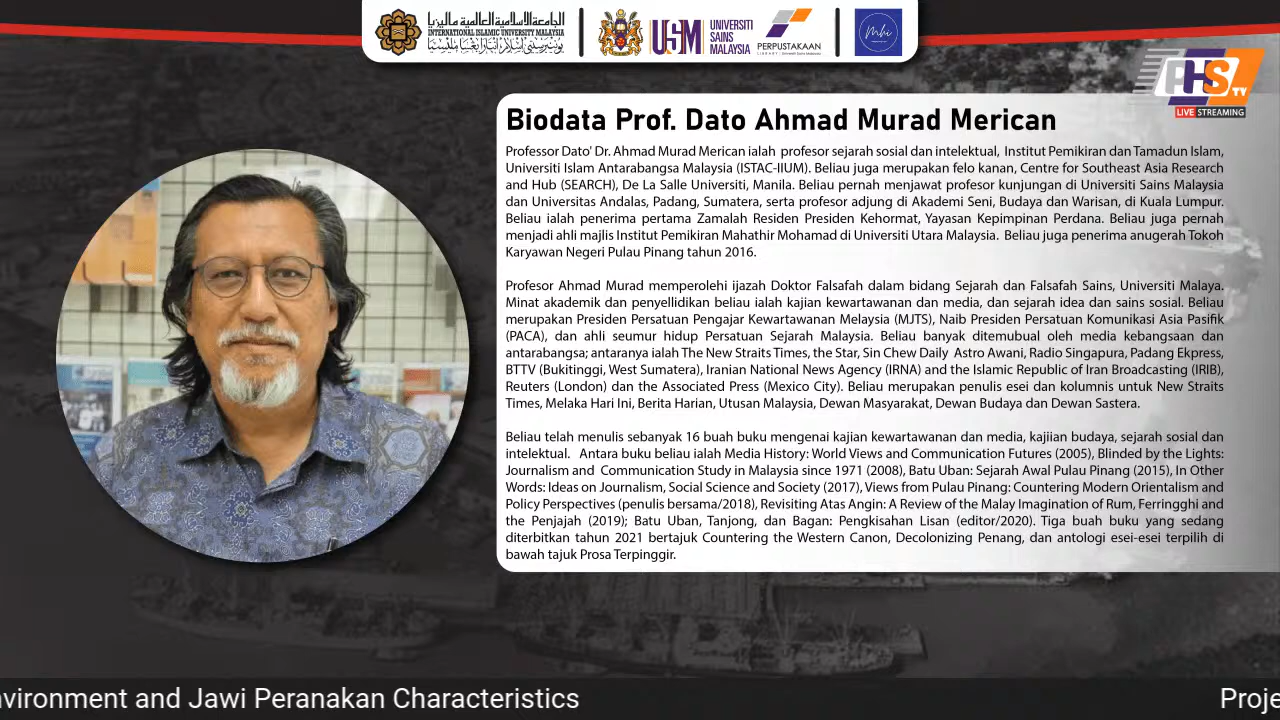 الجامعة الإسلامية العالمية ماليزيا
INTERNATIONAL ISLAMIC UNIVERSITY MALAYSIA
USM
UNIVERSITI
SAINS
MALAYSIA
PERPUSTAKAAN
Mhi
PHS TV
LIVE STREAMING
Biodata Prof. Dato Ahmad Murad Merican
Professor Dato' Dr. Ahmad Murad Merican ialah profesor sejarah sosial dan intelektual, Institut Pemikiran dan Tamadun Islam,
Universiti Islam Antarabangsa Malaysia (ISTAC-IIUM). Beliau juga merupakan felo kanan, Centre for Southeast Asia Research
and Hub (SEARCH), De La Salle Universiti, Manila. Beliau pernah menjawat profesor kunjungan di Universiti Sains Malaysia
dan Universitas Andalas, Padang, Sumatera, serta profesor adjung di Akademi Seni, Budaya dan Warisan, di Kuala Lumpur.
Beliau ialah penerima pertama Zamalah Residen Presiden Kehormat, Yayasan Kepimpinan Perdana. Beliau juga pernah
menjadi ahli majlis Institut Pemikiran Mahathir Mohamad di Universiti Utara Malaysia. Beliau juga penerima anugerah Tokoh
Karyawan Negeri Pulau Pinang tahun 2016.
Profesor Ahmad Murad memperolehi ijazah Doktor Falsafah dalam bidang Sejarah dan Falsafah Sains, Universiti Malaya.
Minat akademik dan penyellidikan beliau ialah kajian kewartawanan dan media, dan sejarah idea dan sains sosial. Beliau
merupakan Presiden Persatuan Pengajar Kewartawanan Melaysia (MJTS), Naib Presiden Persatuan Komunikasi Asia Pasifik
(PACA), dan ahli seumur hidup Persatuan Sejarah Malaysia. Beliau banyak ditemubual oleh media kebangsaan dan
antarabangsa; antaranya ialah The New Straits Times, the Star, Sin Chew Daily Astro Awani, Radio Singapura, Padang Ekpress,
BTTV (Bukitinggi, West Sumatera), Iranian National News Agency (IRNA) and the Islamic Republic of Iran Broadcasting (IRIB),
Reuters (London) dan the Associated Press (Mexico City). Beliau merupakan penulis esei dan kolumnis untuk New Straits
Times, Melaka Hari Ini, Berita Harian, Utusan Malaysia, Dewan Masyarakat, Dewan Budaya dan Dewan Sastera.
Beliau telah menulis sebanyak 16 buah buku mengenai kajian kewartawanan dan media, kajiian budaya, sejarah sosial dan
intelektual. Antara buku beliau ialah Media History: World Views and Communication Futures (2005), Blinded by the Lights:
Journalism and Communication Study in Malaysia since 1971 (2008), Batu Uban: Sejarah Awal Pulau Pinang (2015), In Other
Words: Ideas on Journalism, Social Science and Society (2017), Views from Pulau Pinang: Countering Modern Orientalism and
Policy Perspectives (penulis bersama/2018), Revisiting Atas Angin: A Review of the Malay Imagination of Rum, Ferringghi and
the Penjajah (2019); Batu Uban, Tanjong, dan Bagan: Pengkisahan Lisan (editor/2020). Tiga buah buku yang sedang
diterbitkan tahun 2021 bertajuk Countering the Western Canon, Decolonizing Penang, dan antologi esei-esei terpilih di
bawah tajuk Prosa Terpinggir.
nvironment and Jawi Peranakan Characteristics
Proje